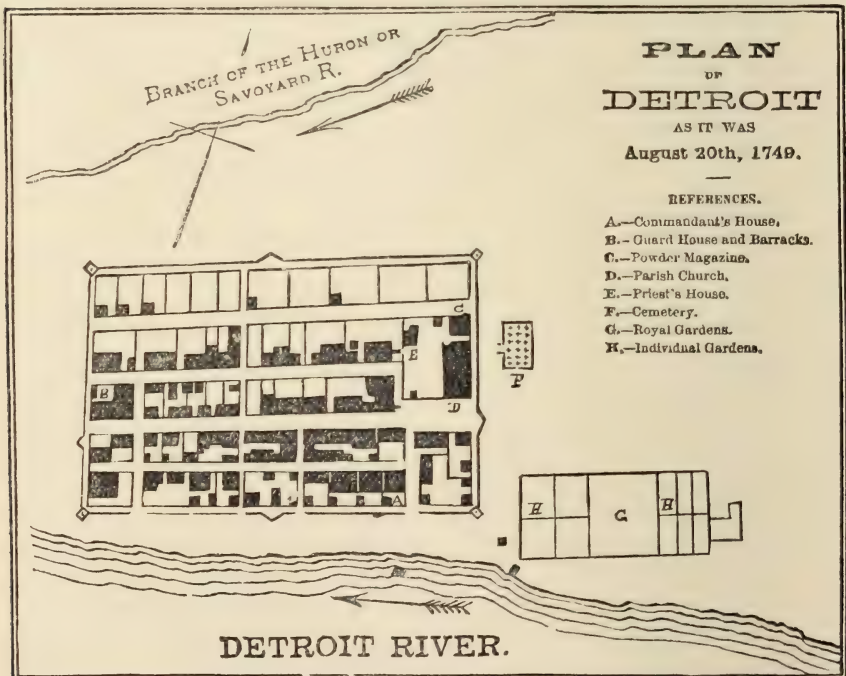 BRANCH OF THE HURON OR
SAVOYARD R.
PLAN
OF
DETROIT
AS IT WAS
August 20th, 1749.
REFERENCES.
A.—Commandant's House.
B.—Guard House and Barracks.
C.—Powder Magazine.
D.—Parish Church.
E.—Priest's House.
F.—Cemetery.
G.—Royal Gardens.
H.—Individual Gardens.
C
E
F
B
D
A
H
G
H
DETROIT RIVER.